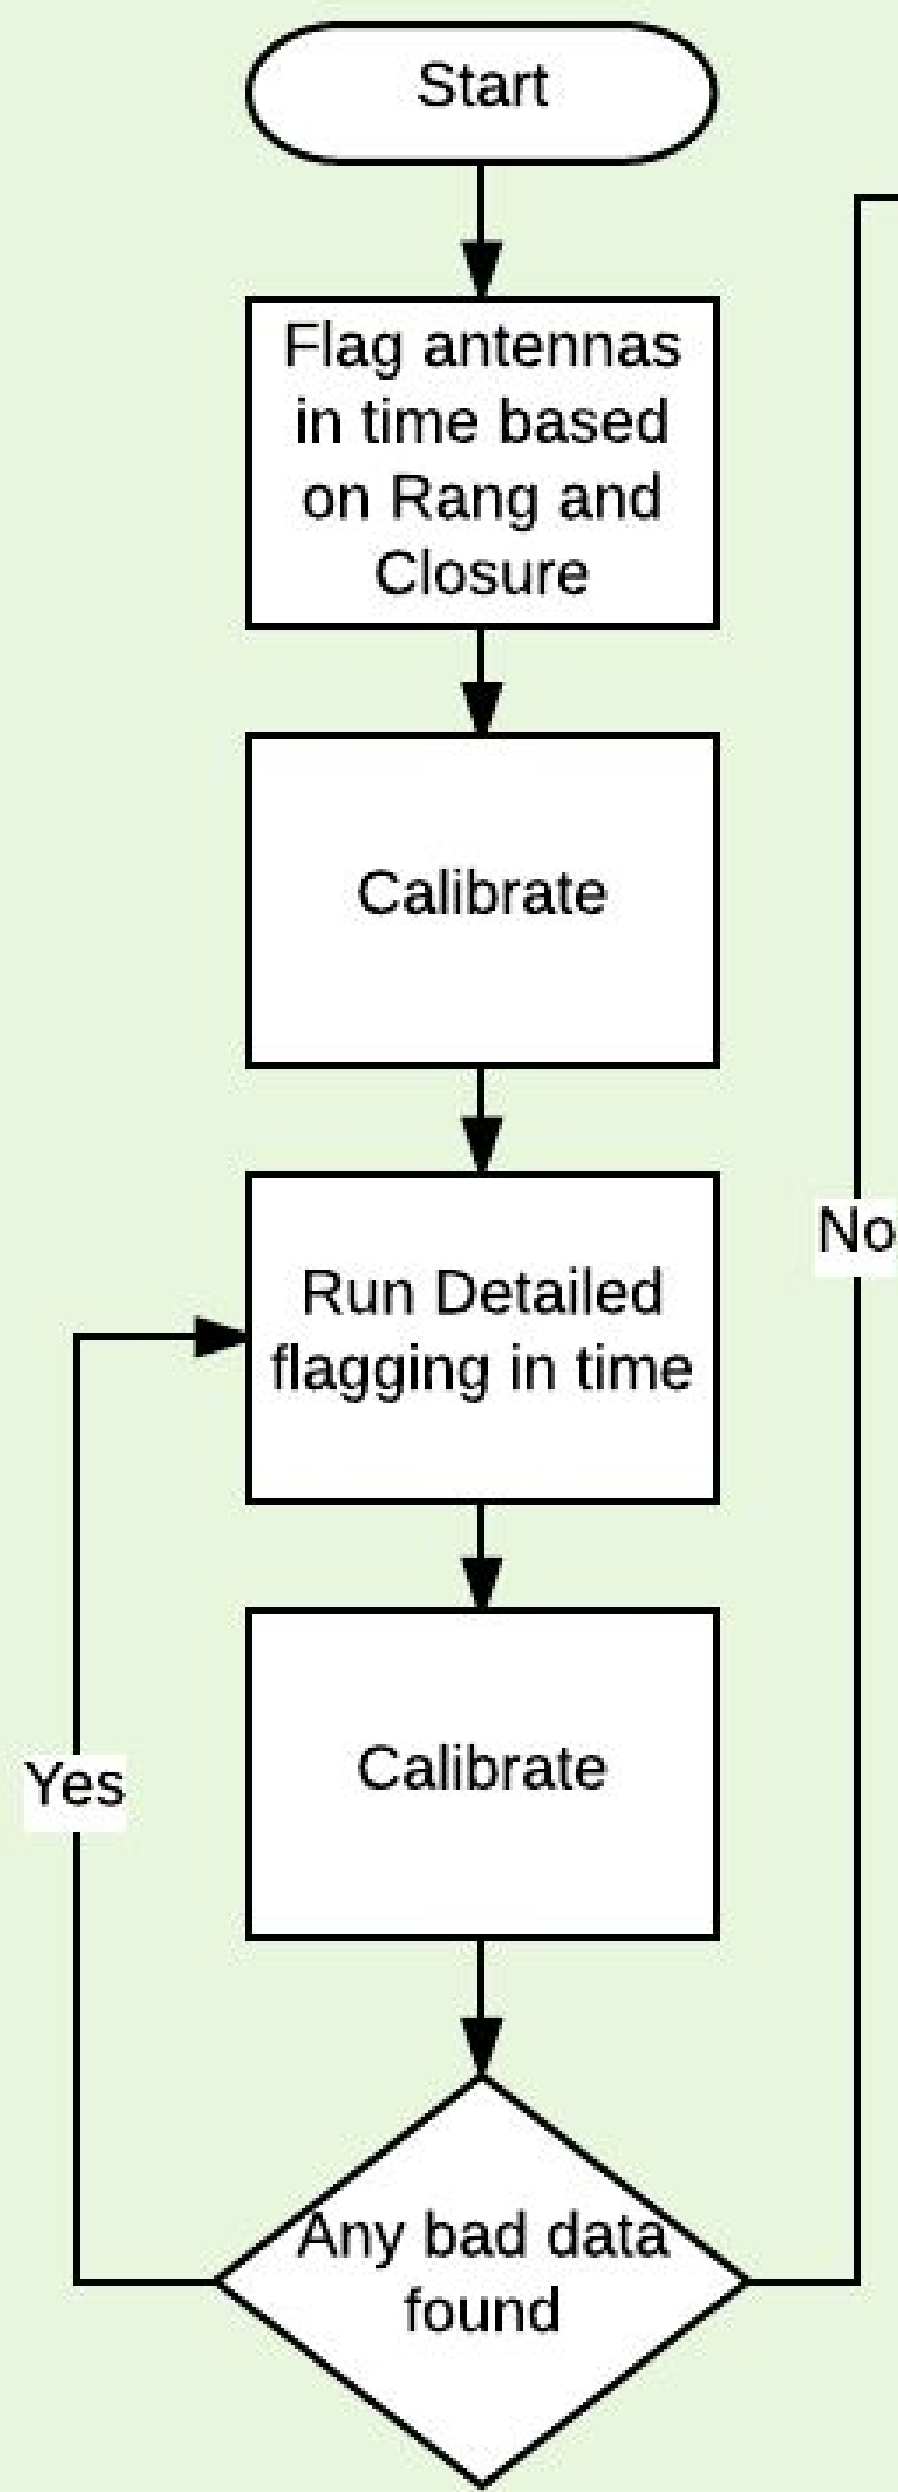 Start
Flag antennas
in time based
on Rang and
Closure
Calibrate
Run Detailed
flagging in time
No
Calibrate
Yes
Any bad data
found